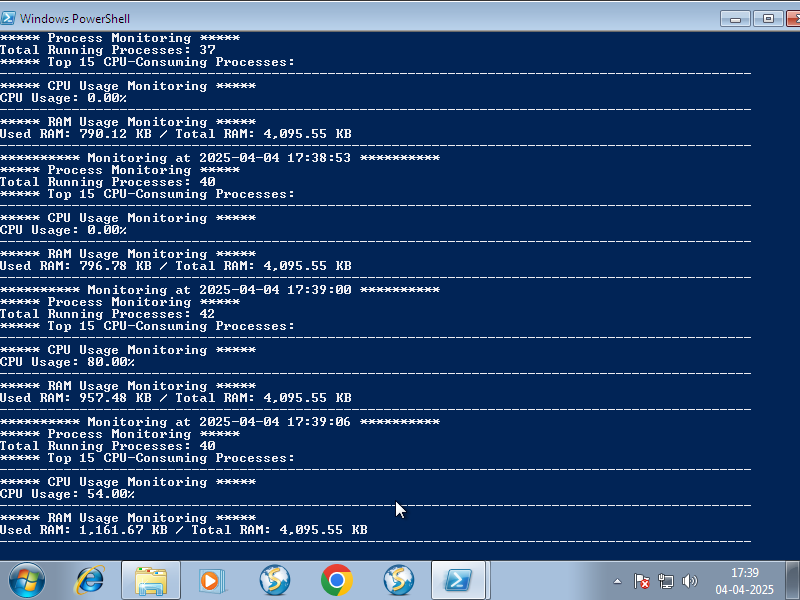 Windows PowerShell
***** Process Monitoring *****
Total Running Processes: 37
***** Top 15 CPU-Consuming Processes:
----------------------------------------------------------------------------------------------
***** CPU Usage Monitoring *****
CPU Usage: 0.00%
----------------------------------------------------------------------------------------------
***** RAM Usage Monitoring *****
Used RAM: 790.12 KB / Total RAM: 4,095.55 KB
----------------------------------------------------------------------------------------------
********** Monitoring at 2025-04-04 17:38:53 **********
***** Process Monitoring *****
Total Running Processes: 40
***** Top 15 CPU-Consuming Processes:
----------------------------------------------------------------------------------------------
***** CPU Usage Monitoring *****
CPU Usage: 0.00%
----------------------------------------------------------------------------------------------
***** RAM Usage Monitoring *****
Used RAM: 796.78 KB / Total RAM: 4,095.55 KB
----------------------------------------------------------------------------------------------
********** Monitoring at 2025-04-04 17:39:00 **********
***** Process Monitoring *****
Total Running Processes: 42
***** Top 15 CPU-Consuming Processes:
----------------------------------------------------------------------------------------------
***** CPU Usage Monitoring *****
CPU Usage: 80.00%
----------------------------------------------------------------------------------------------
***** RAM Usage Monitoring *****
Used RAM: 957.48 KB / Total RAM: 4,095.55 KB
----------------------------------------------------------------------------------------------
********** Monitoring at 2025-04-04 17:39:06 **********
***** Process Monitoring *****
Total Running Processes: 40
***** Top 15 CPU-Consuming Processes:
----------------------------------------------------------------------------------------------
***** CPU Usage Monitoring *****
CPU Usage: 54.00%
----------------------------------------------------------------------------------------------
***** RAM Usage Monitoring *****
Used RAM: 1,161.67 KB / Total RAM: 4,095.55 KB
----------------------------------------------------------------------------------------------
17:39
04-04-2025